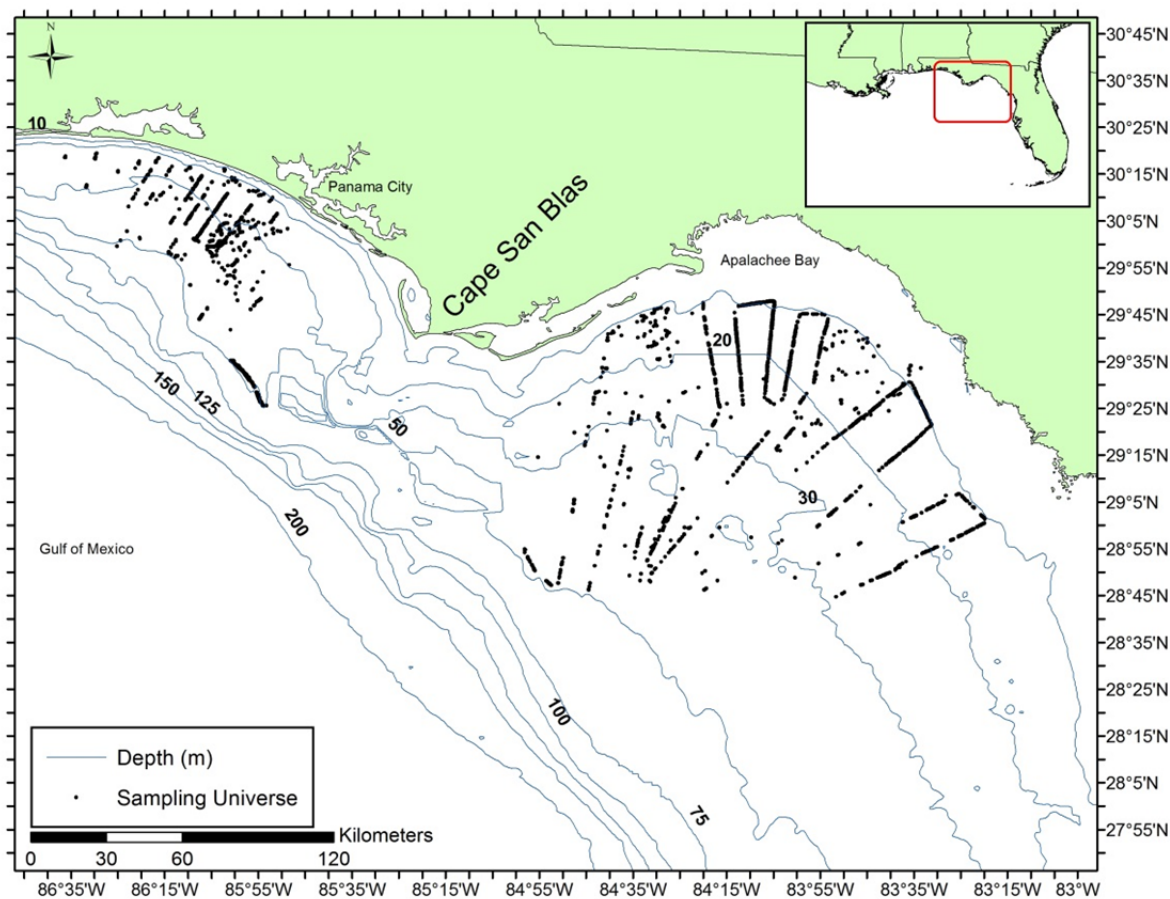 N
30°45'N
30°35'N
30°25'N
30°15'N
30°5'N
29°55'N
29°45'N
29°35'N
29°25'N
29°15'N
29°5'N
28°55'N
28°45'N
28°35'N
28°25'N
28°15'N
28°5'N
27°55'N
10
Panama City
Cape San Blas
Apalachee Bay
20
150
125
50
30
200
Gulf of Mexico
100
75
Depth (m)
Sampling Universe
Kilometers
0 30 60 120
86°35'W 86°15'W 85°55'W 85°35'W 85°15'W 84°55'W 84°35'W 84°15'W 83°55'W 83°35'W 83°15'W 83°W